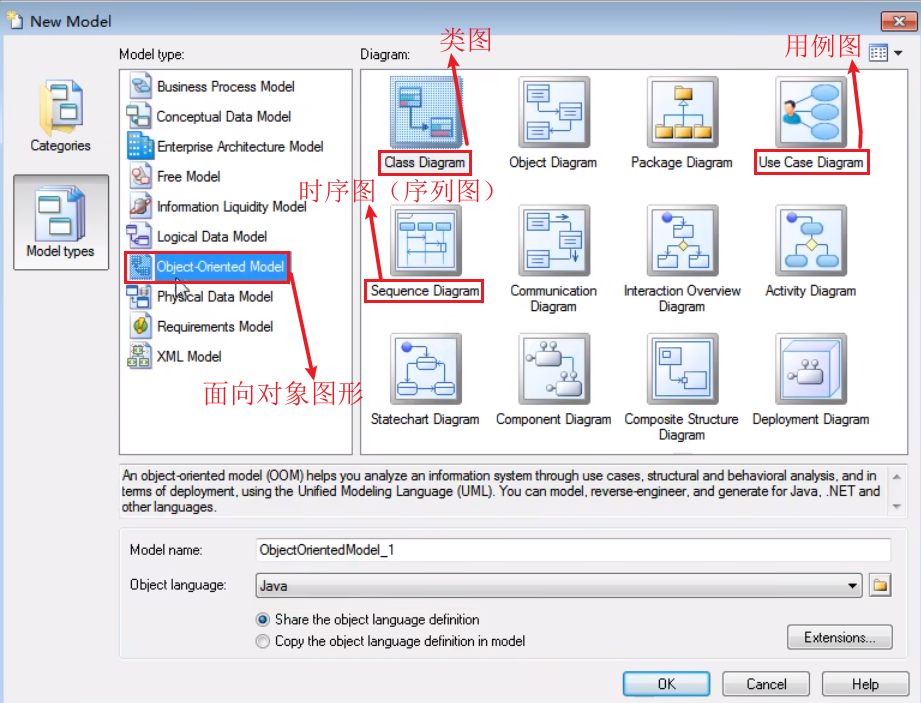 New Model
Model type:
Diagram:
类图
用例图
Categories
Model types
Business Process Model
Conceptual Data Model
Enterprise Architecture Model
Free Model
Information Liquidity Model
Logical Data Model
Object-Oriented Model
Physical Data Model
Requirements Model
XML Model
面向对象图形
Class Diagram
Object Diagram
Package Diagram
Use Case Diagram
时序图（序列图）
Sequence Diagram
Communication
Diagram
Interaction Overview
Diagram
Activity Diagram
Statechart Diagram
Component Diagram
Composite Structure
Diagram
Deployment Diagram
An object-oriented model (OOM) helps you analyze an information system through use cases, structural and behavioral analysis, and in
terms of deployment, using the Unified Modeling Language (UML). You can model, reverse-engineer, and generate for Java, .NET and
other languages.
Model name:
ObjectOrientedModel_1
Object language:
Java
Share the object language definition
Copy the object language definition in model
Extensions...
OK
Cancel
Help